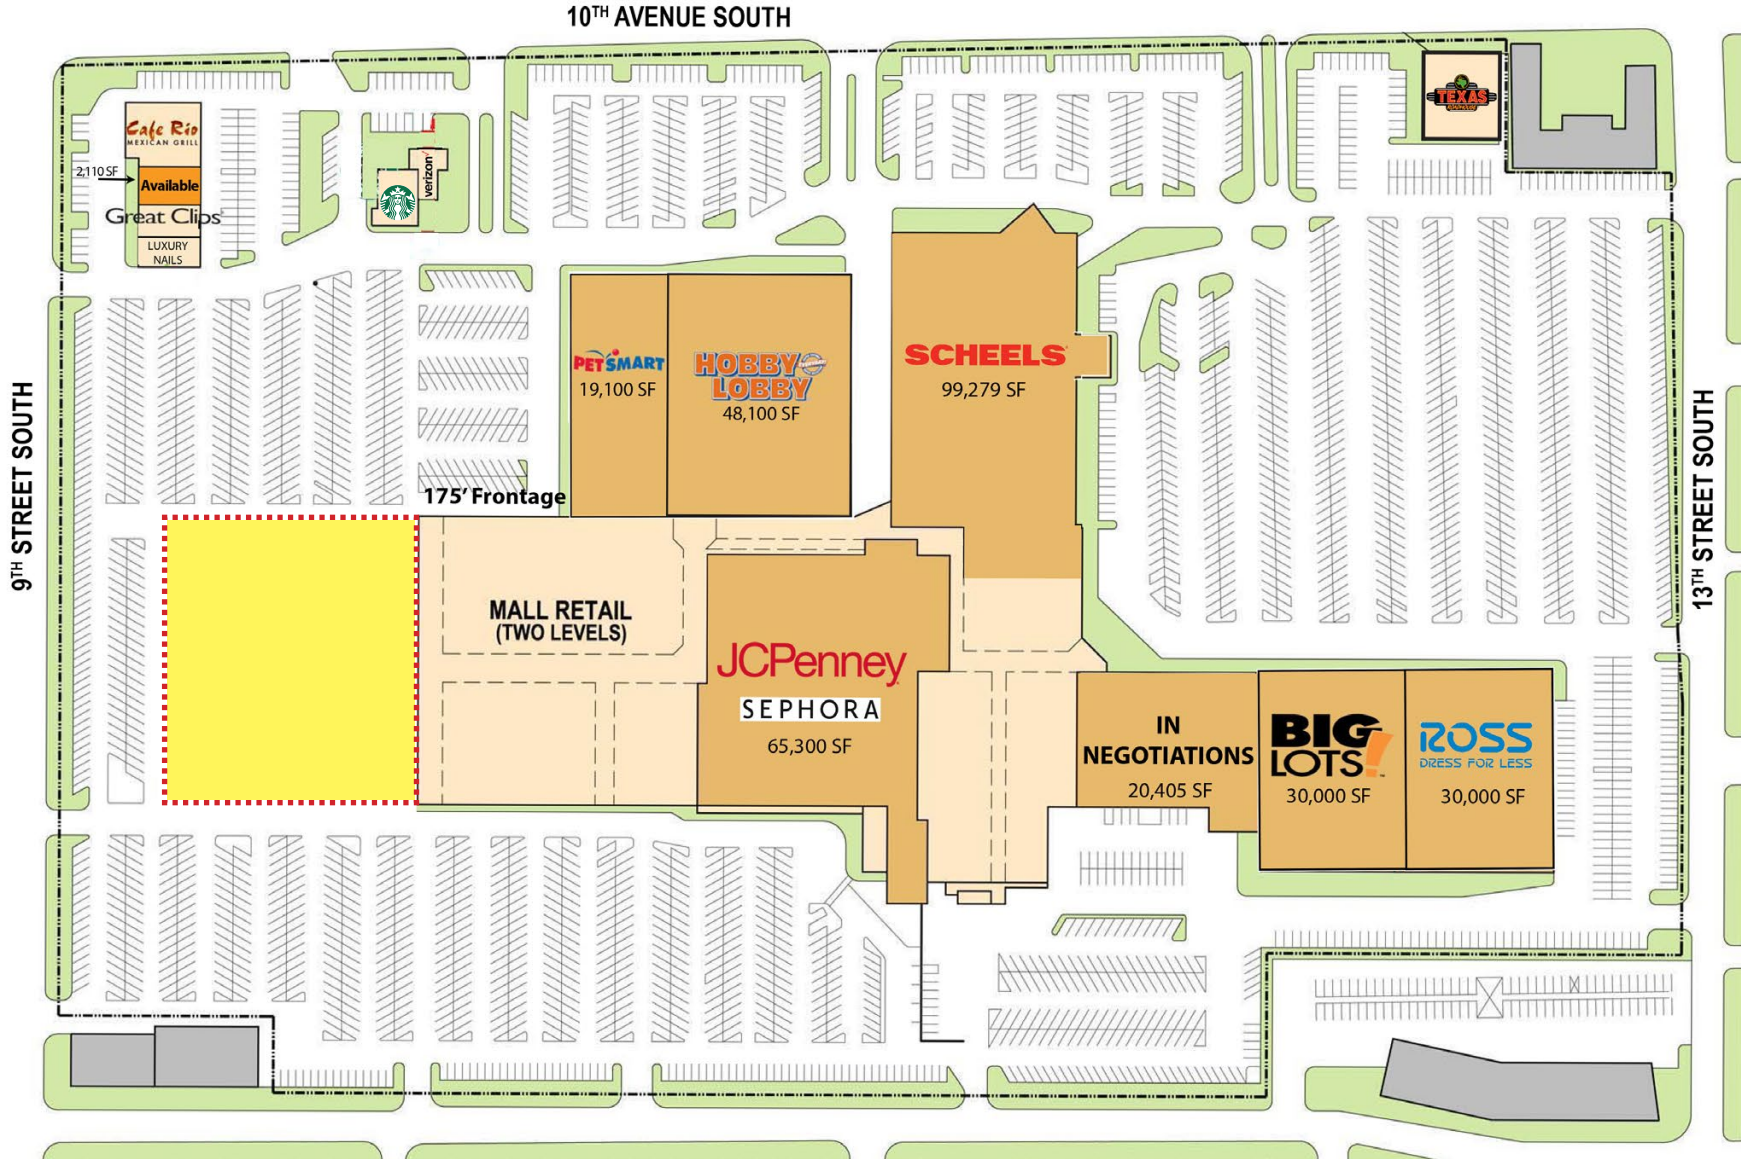 10TH AVENUE SOUTH
Cafe Rio
MEXICAN GRILL
2,110 SF
Available
Great Clips
LUXURY
NAILS
verizon
TEXAS
9TH STREET SOUTH
13TH STREET SOUTH
PETSMART
19,100 SF
HOBBY
LOBBY
48,100 SF
SCHEELS
99,279 SF
175' Frontage
MALL RETAIL
(TWO LEVELS)
JCPenney
SEPHORA
65,300 SF
IN
NEGOTIATIONS
20,405 SF
BIG
LOTS!
30,000 SF
ROSS
DRESS FOR LESS
30,000 SF